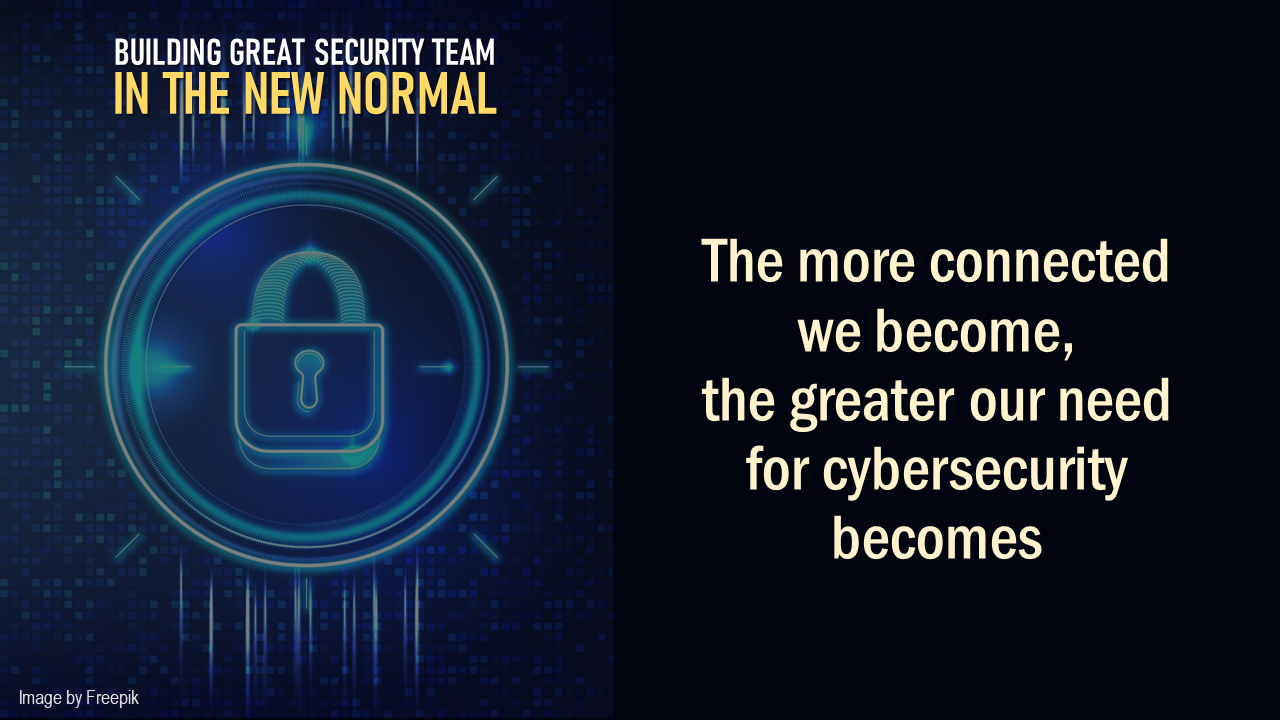 BUILDING GREAT SECURITY TEAM
IN THE NEW NORMAL
The more connected
we become,
the greater our need
for cybersecurity
becomes
Image by Freepik